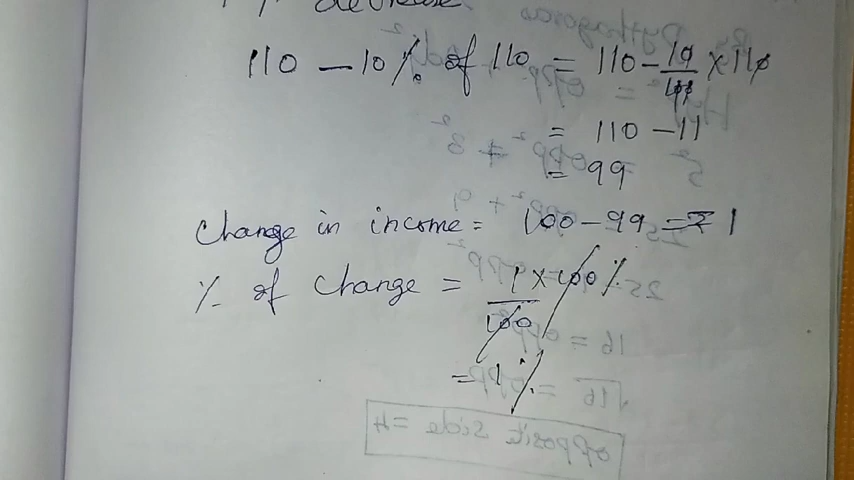 % decrease
110 - 10% of 110 = 110 - 10/100 × 110
= 110 - 11
= 99
Change in income = 100 - 99 = ₹ 1
% of change = 1/100 × 100%
= 1%